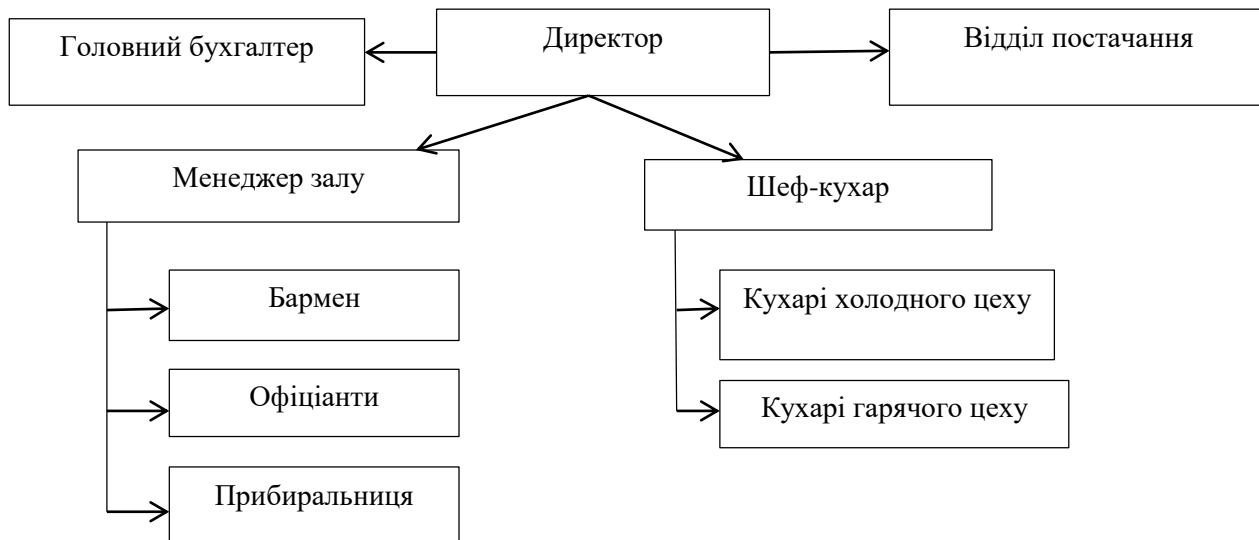 Головний бухгалтер
Директор
Відділ постачання
Менеджер залу
Шеф-кухар
Бармен
Кухарі холодного цеху
Офіціанти
Кухарі гарячого цеху
Прибиральниця